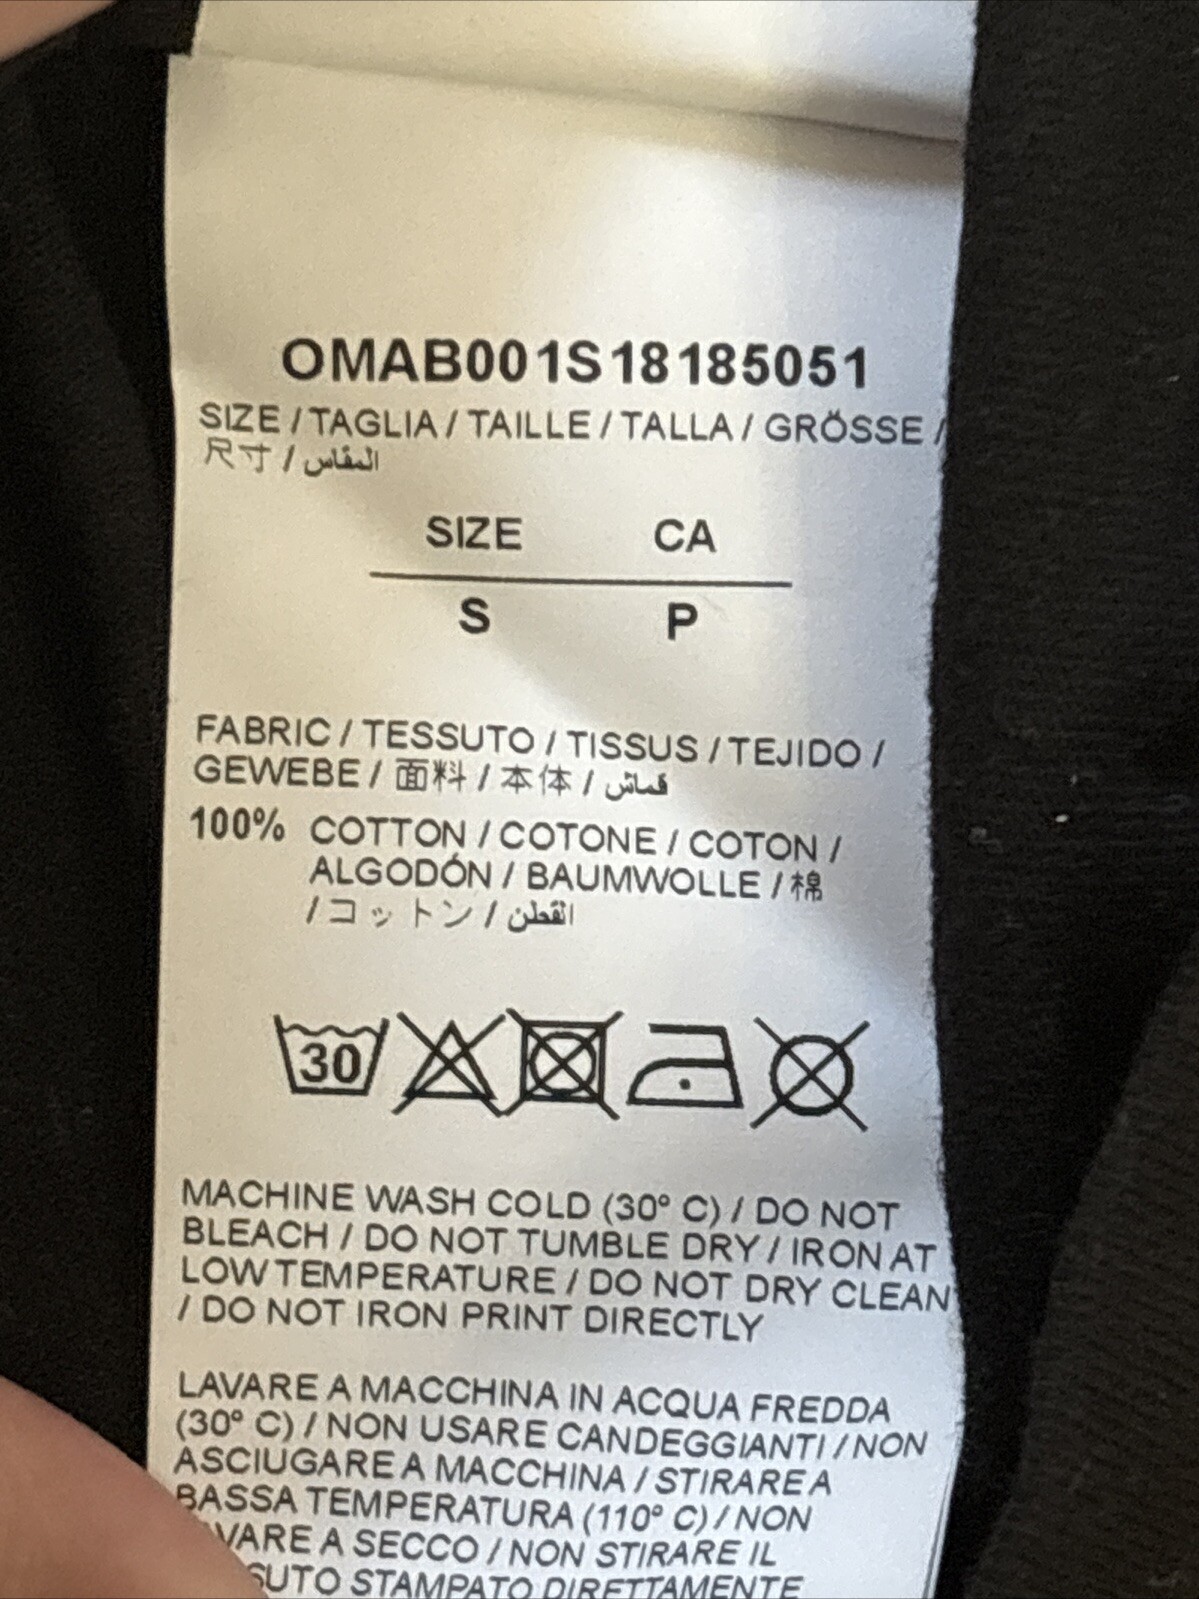 OMAB001S18185051
SIZE / TAGLIA / TAILLE / TALLA / GRÖSSE /
尺寸 / المقاس
SIZE CA
S P
FABRIC / TESSUTO / TISSUS / TEJIDO /
GEWEBE / 面料 / 本体 / قماش
100% COTTON / COTONE / COTON /
ALGODÓN / BAUMWOLLE / 棉
/ コットン / القطن
30
MACHINE WASH COLD (30° C) / DO NOT
BLEACH / DO NOT TUMBLE DRY / IRON AT
LOW TEMPERATURE / DO NOT DRY CLEAN
/ DO NOT IRON PRINT DIRECTLY
LAVARE A MACCHINA IN ACQUA FREDDA
(30° C) / NON USARE CANDEGGIANTI / NON
ASCIUGARE A MACCHINA / STIRARE A
BASSA TEMPERATURA (110° C) / NON
VARE A SECCO / NON STIRARE IL
SUTO STAMPATO DIRETTAMENTE